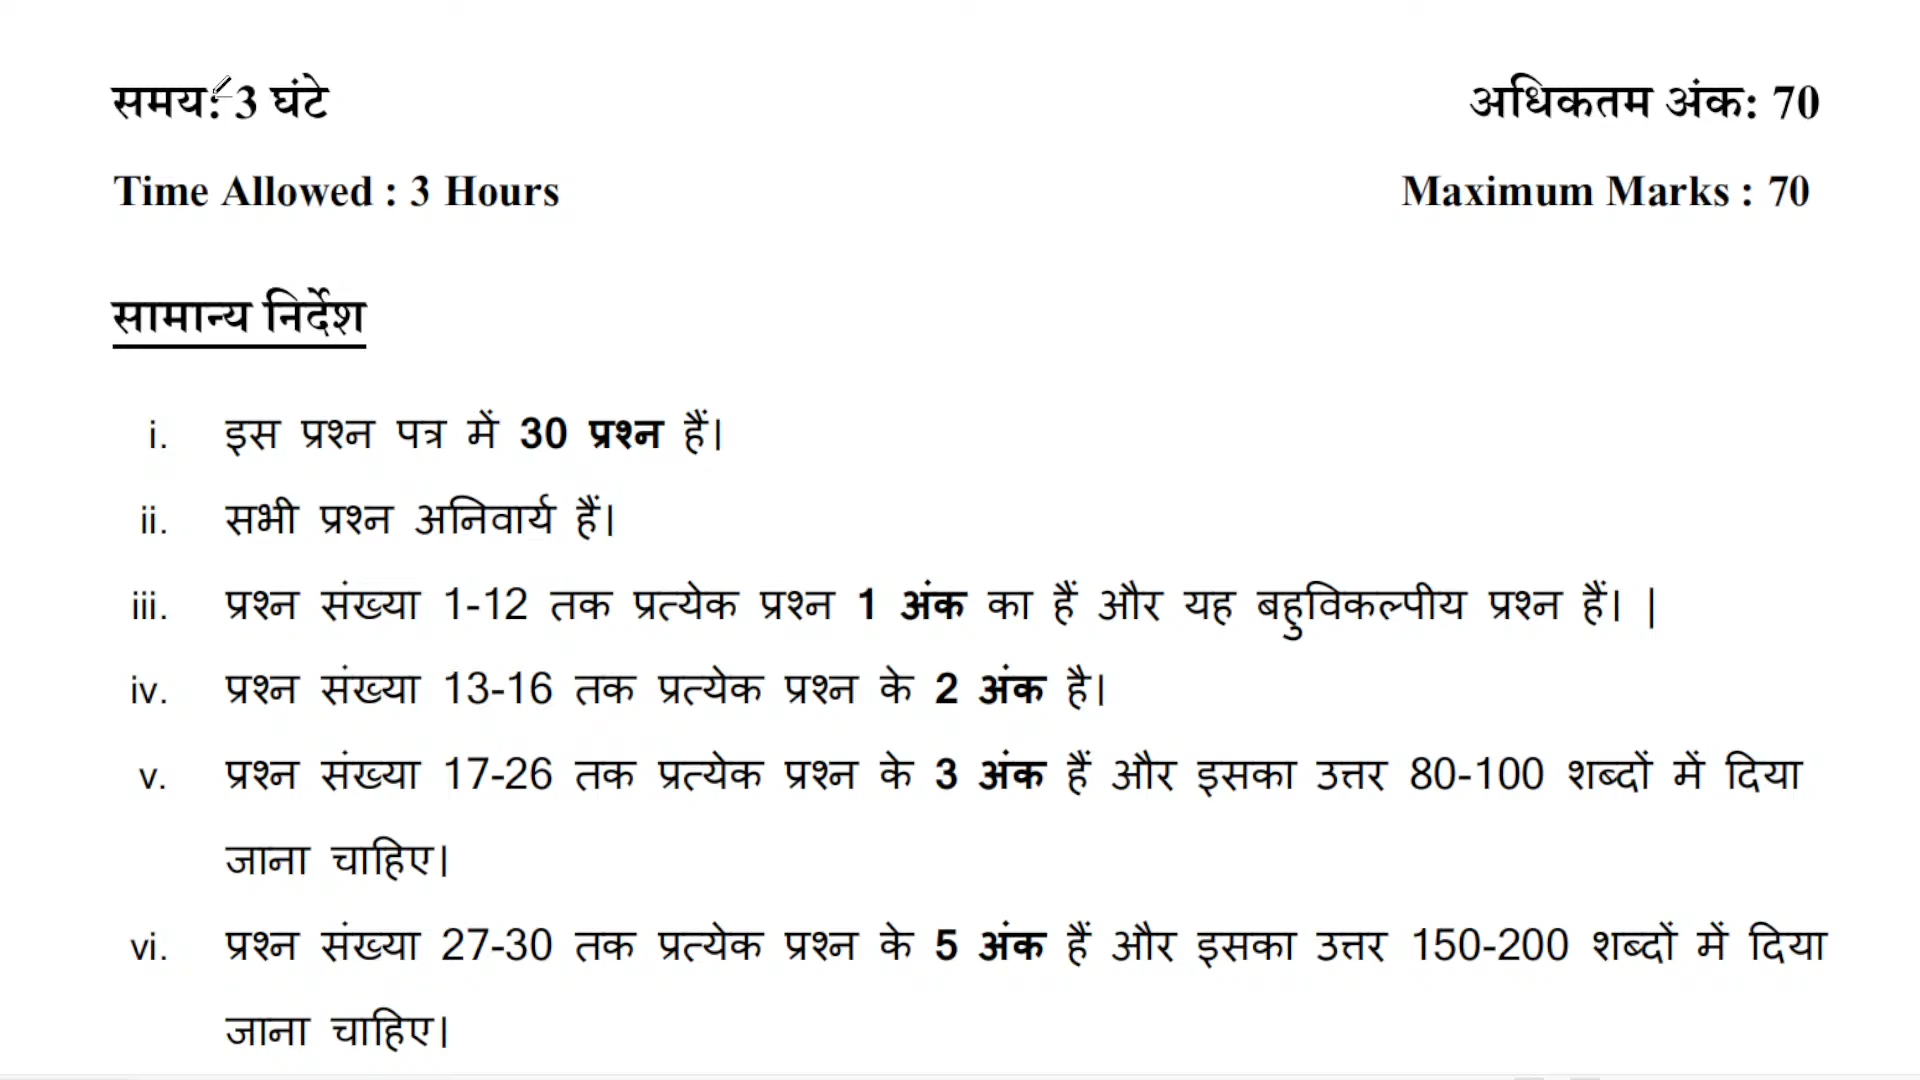 समय: 3 घंटे अधिकतम अंक: 70
Time Allowed : 3 Hours Maximum Marks : 70
सामान्य निर्देश
i. इस प्रश्न पत्र में 30 प्रश्न हैं।
ii. सभी प्रश्न अनिवार्य हैं।
iii. प्रश्न संख्या 1-12 तक प्रत्येक प्रश्न 1 अंक का हैं और यह बहुविकल्पीय प्रश्न हैं। |
iv. प्रश्न संख्या 13-16 तक प्रत्येक प्रश्न के 2 अंक है।
v. प्रश्न संख्या 17-26 तक प्रत्येक प्रश्न के 3 अंक हैं और इसका उत्तर 80-100 शब्दों में दिया
जाना चाहिए।
vi. प्रश्न संख्या 27-30 तक प्रत्येक प्रश्न के 5 अंक हैं और इसका उत्तर 150-200 शब्दों में दिया
जाना चाहिए।